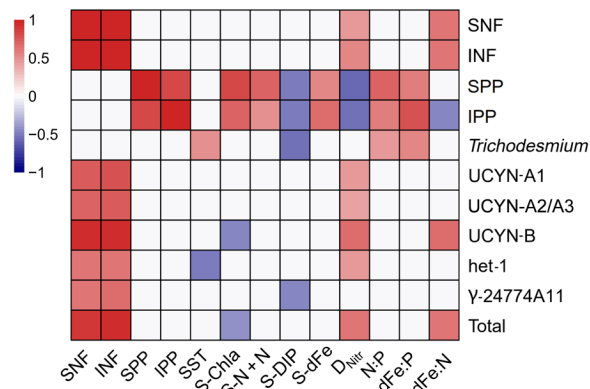 1
0.5
0
−0.5
−1
SNF
INF
SPP
IPP
Trichodesmium
UCYN-A1
UCYN-A2/A3
UCYN-B
het-1
γ-24774A11
Total
SNF
INF
SPP
IPP
SST
S-Chla
S-N + N
S-DIP
S-dFe
DNitr
N:P
dFe:P
dFe:N